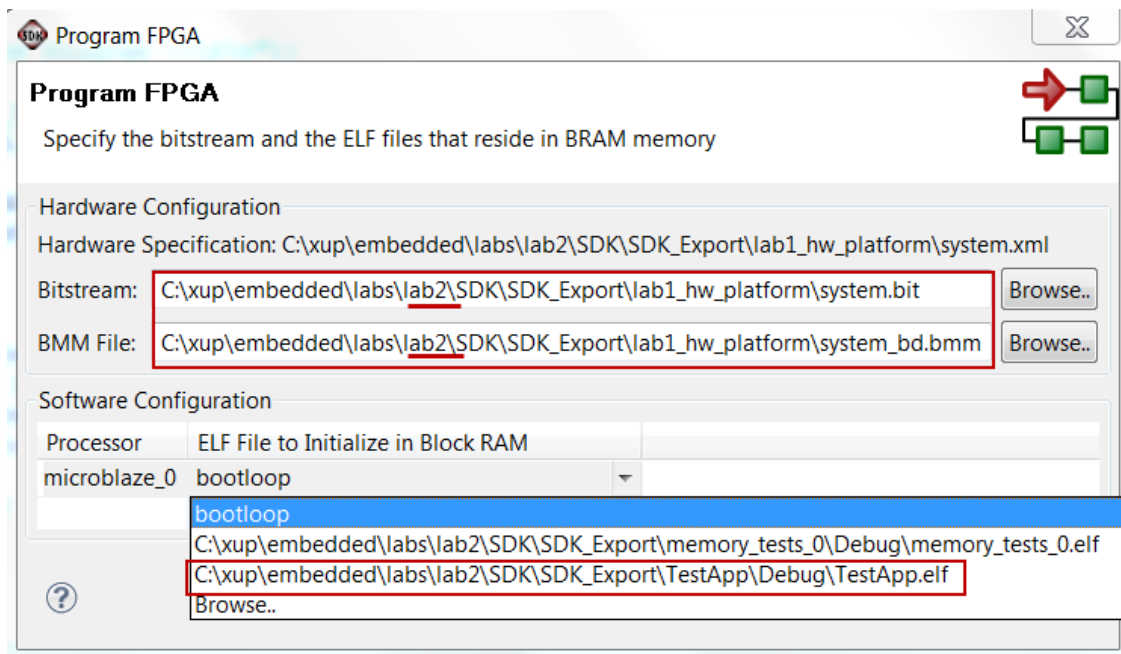 SDK Program FPGA
Program FPGA
Specify the bitstream and the ELF files that reside in BRAM memory
Hardware Configuration
Hardware Specification: C:\xup\embedded\labs\lab2\SDK\SDK_Export\lab1_hw_platform\system.xml
Bitstream: C:\xup\embedded\labs\lab2\SDK\SDK_Export\lab1_hw_platform\system.bit Browse..
BMM File: C:\xup\embedded\labs\lab2\SDK\SDK_Export\lab1_hw_platform\system_bd.bmm Browse..
Software Configuration
Processor ELF File to Initialize in Block RAM
microblaze_0 bootloop
bootloop
C:\xup\embedded\labs\lab2\SDK\SDK_Export\memory_tests_0\Debug\memory_tests_0.elf
C:\xup\embedded\labs\lab2\SDK\SDK_Export\TestApp\Debug\TestApp.elf
Browse..
?